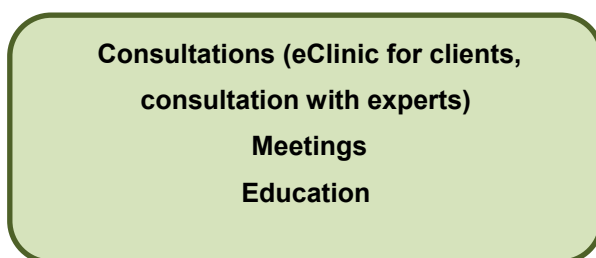 Consultations (eClinic for clients,
consultation with experts)
Meetings
Education